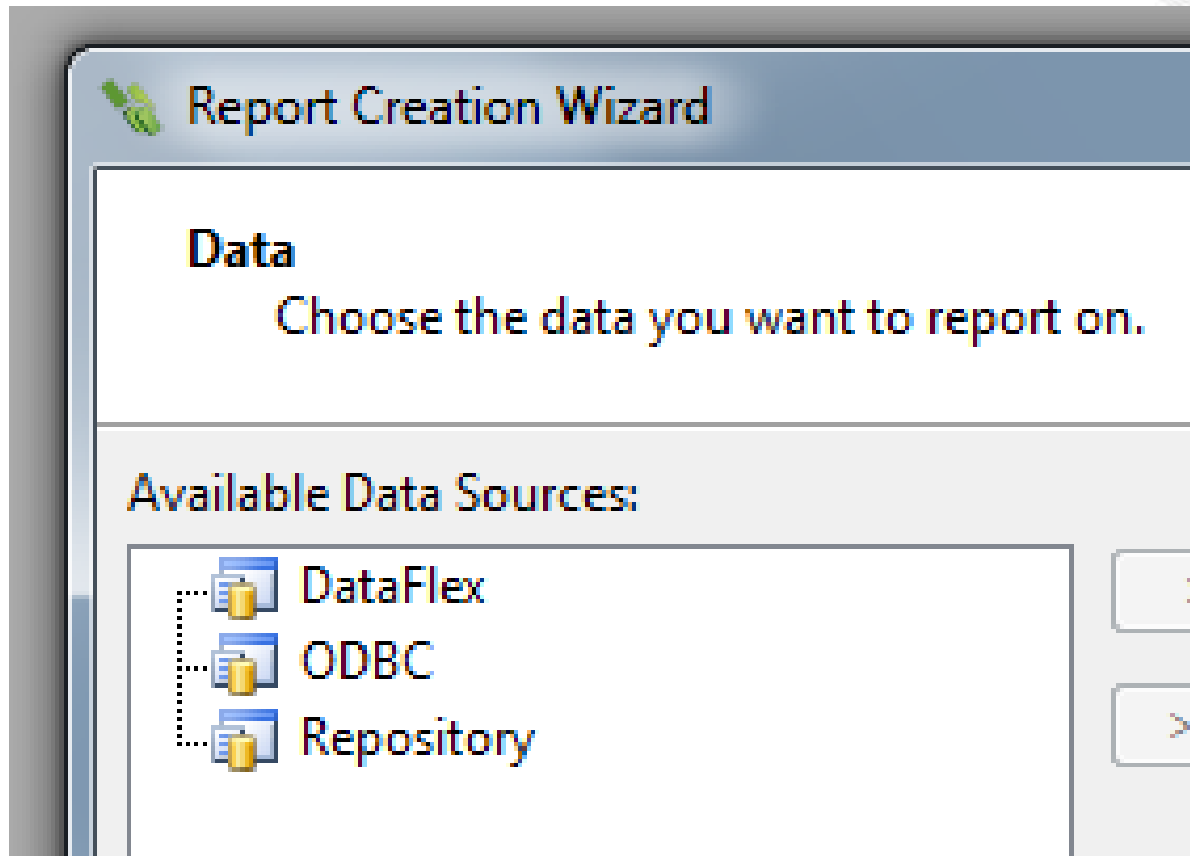 Report Creation Wizard
Data
Choose the data you want to report on.
Available Data Sources:
DataFlex
ODBC
Repository